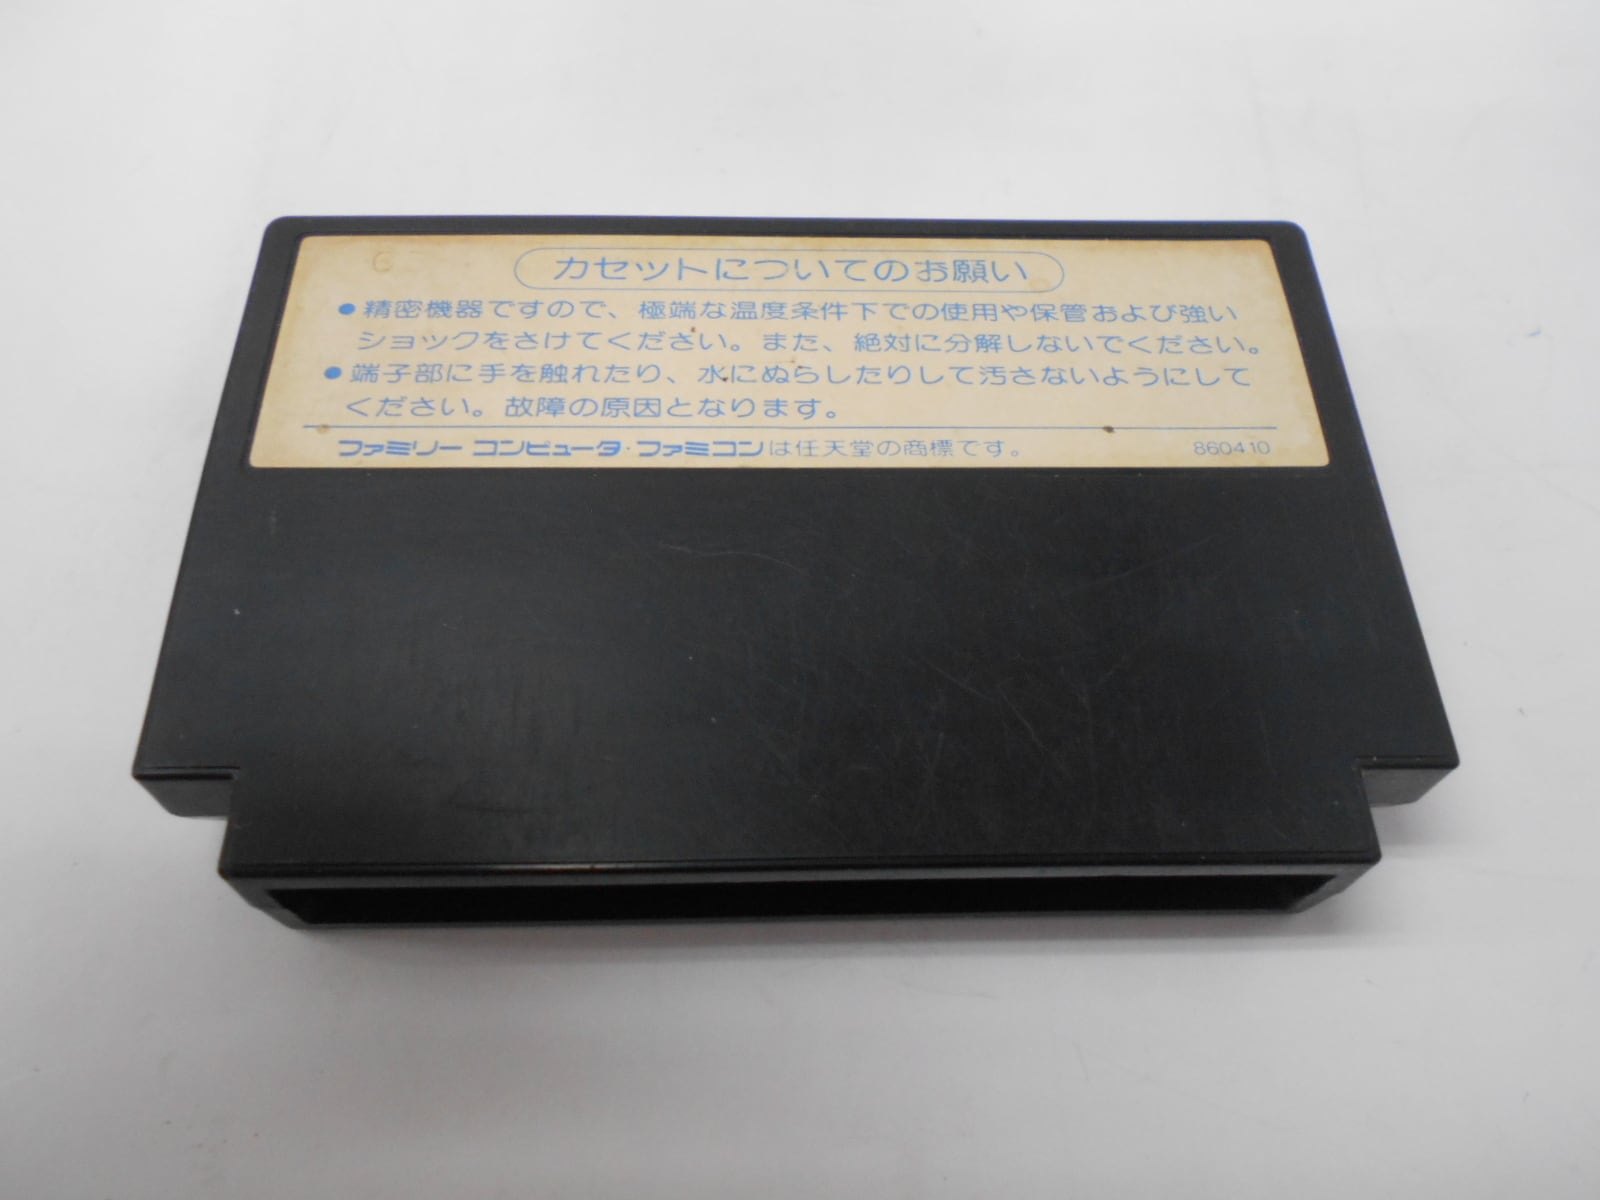 カセットについてのお願い
●精密機器ですので、極端な温度条件下での使用や保管および強い
ショックをさけてください。また、絶対に分解しないでください。
●端子部に手を触れたり、水にぬらしたりして汚さないようにして
ください。故障の原因となります。
ファミリー コンピュータ・ファミコンは任天堂の商標です。 860410